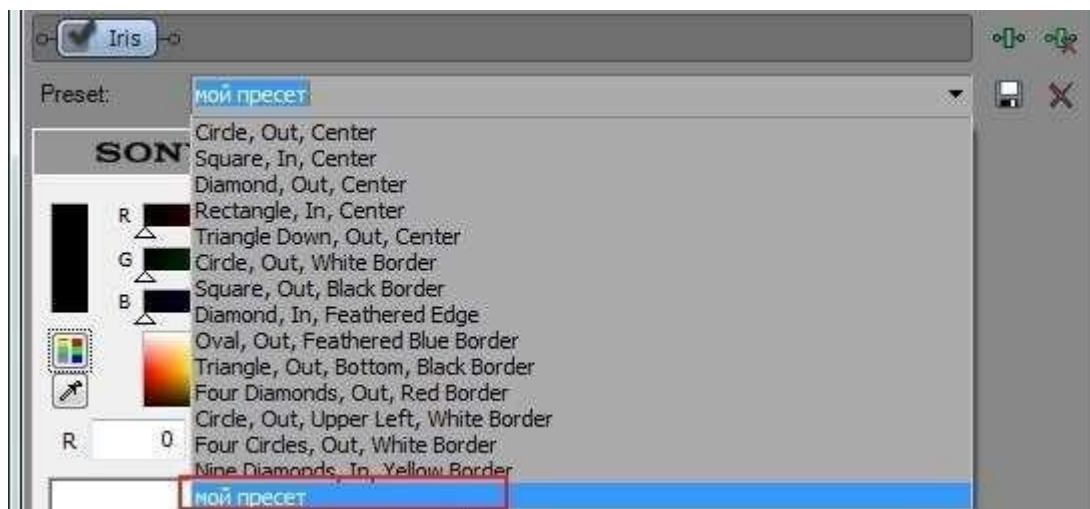 Iris
Preset:
мой пресет
SON
Circle, Out, Center
Square, In, Center
Diamond, Out, Center
R
Rectangle, In, Center
Triangle Down, Out, Center
G
Circle, Out, White Border
Square, Out, Black Border
B
Diamond, In, Feathered Edge
Oval, Out, Feathered Blue Border
Triangle, Out, Bottom, Black Border
Four Diamonds, Out, Red Border
Circle, Out, Upper Left, White Border
R 0
Four Circles, Out, White Border
Nine Diamonds, In, Yellow Border
мой пресет